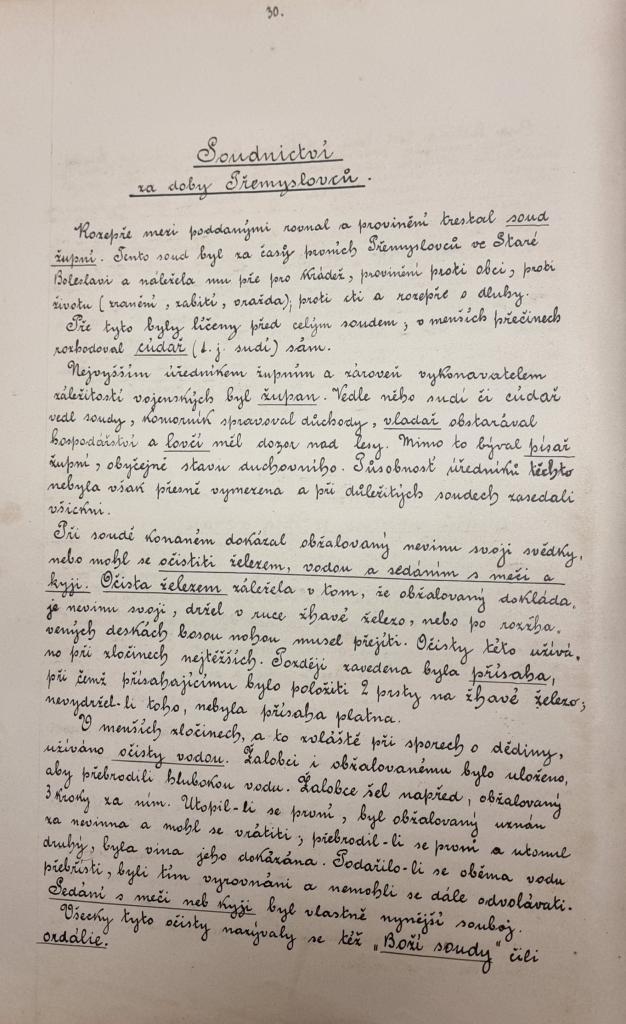 30.
Soudnictví
za doby Přemyslovců.
Rozepře mezi poddanými rovnal a provinění trestal soud
župní. Tento soud byl za časů prvních Přemyslovců ve Staré
Boleslavi a náležela mu pře pro krádež, provinění proti obci, proti
životu (zranění, zabití, vražda), proti cti a rozepře o dluhy.
Pře tyto byly líčeny před celým soudem; v menších přečinech
rozhodoval cúdař (t. j. sudí) sám.
Nejvyšším úředníkem župním a zároveň vykonavatelem
záležitostí vojenských byl župan. Vedle něho sudí či cúdař
vedl soudy, komorník spravoval důchody, vladař obstarával
hospodářství a lovčí měl dozor nad lesy. Mimo to býval písař
župní, obyčejně stavu duchovního. Působnost úředníků těchto
nebyla však přesně vymezena a při důležitých soudech zasedali
všickni.
Při soudě konaném dokázal obžalovaný nevinu svoji svědky,
nebo mohl se očistiti železem, vodou a sedáním s meči a
kyji. Očista železem záležela v tom, že obžalovaný dokláda,
je nevinu svoji, držel v ruce žhavé železo, nebo po rozžha,
vených deskách bosou nohou musel přejíti. Očisty této užívá,
no při zločinech nejtěžších. Později zavedena byla přísaha,
při čemž přísahajícímu bylo položiti 2 prsty na žhavé železo;
nevydržel-li toho, nebyla přísaha platna.
V menších zločinech, a to zvláště při sporech o dědiny,
užíváno očisty vodou. Žalobci i obžalovanému bylo uloženo,
aby přebrodili hlubokou vodu. Žalobce šel napřed, obžalovaný
3 kroky za ním. Utopil-li se první, byl obžalovaný uznán
za nevinna a mohl se vrátiti; přebrodil-li se první a utonul
druhý, byla vina jeho dokázána. Podařilo-li se oběma vodu
přebřísti, byli tím vyrovnáni a nemohli se dále odvolávati.
Sedání s meči neb kyji byl vlastně nynější souboj.
Všecky tyto očisty nazývaly se též „Boží soudy" čili
ordálie.